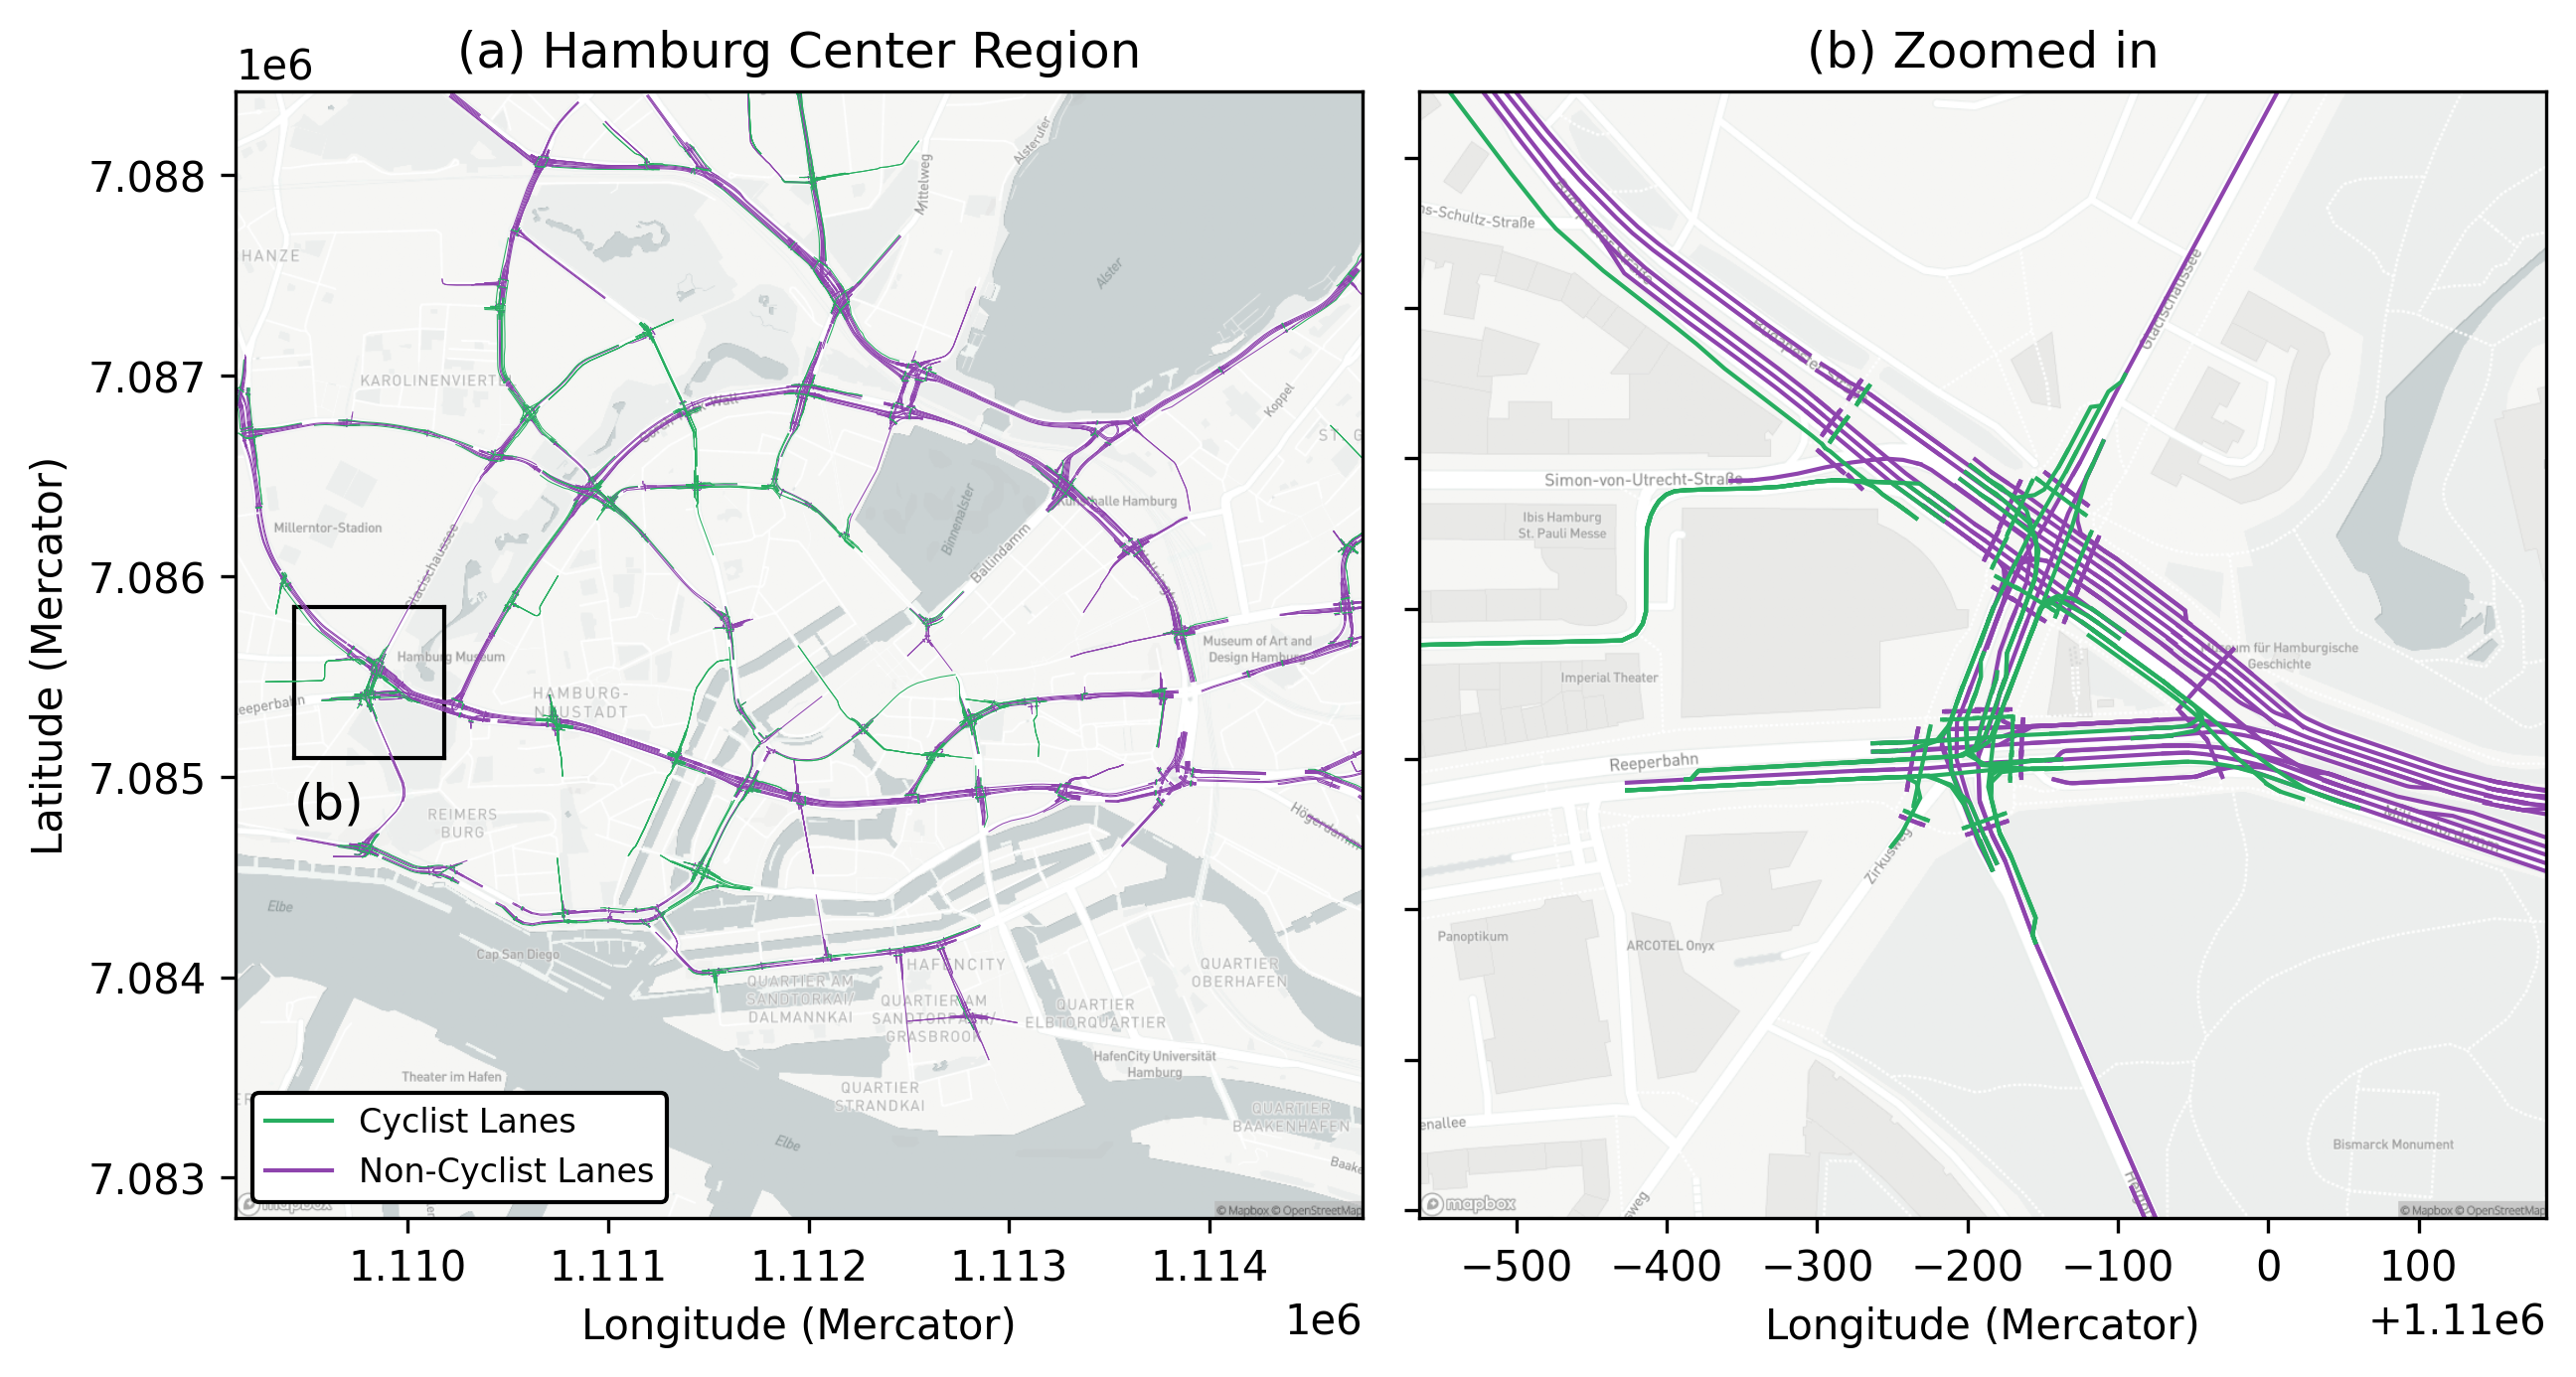 (a) Hamburg Center Region
1e6
7.088
7.087
7.086
7.085
7.084
7.083
Latitude (Mercator)
Mittelweg
Alsterufer
Alster
HANZE
KAROLINENVIERTE
Koppel
ST. G
Millerntor-Stadion
Glacischaussee
Binnenalster
Ballindamm
halle Hamburg
Hamburg Museum
Museum of Art and
Design Hamburg
HAMBURG-
NEUSTADT
eeperbahn
(b)
REIMERS
BURG
Högerdamm
Elbe
Cap San Diego
HAFENCITY
QUARTIER AM
SANDTORKAI/
DALMANNKAI
QUARTIER AM
SANDTORPARK/
GRASBROOK
QUARTIER
OBERHAFEN
QUARTIER
ELBTORQUARTIER
HafenCity Universität
Hamburg
Theater im Hafen
QUARTIER
STRANDKAI
QUARTIER
BAAKENHAFEN
Elbe
Baake
Cyclist Lanes
Non-Cyclist Lanes
mapbox
© Mapbox © OpenStreetMap
1.110
1.111
1.112
1.113
1.114
Longitude (Mercator)
1e6
(b) Zoomed in
ns-Schultz-Straße
Glacischaussee
Simon-von-Utrecht-Straße
Ibis Hamburg
St. Pauli Messe
Imperial Theater
Museum für Hamburgische
Geschichte
Reeperbahn
Zirkusweg
Panoptikum
ARCOTEL Onyx
enallee
sweg
Bismarck Monument
mapbox
© Mapbox © OpenStreetMap
−500
−400
−300
−200
−100
0
100
Longitude (Mercator)
+1.11e6